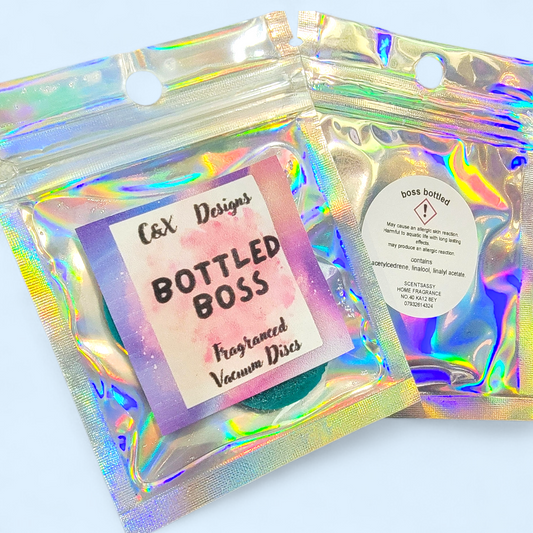 C&X Designs
BOTTLED
BOSS
Fragranced
Vacuum Discs
boss bottled
May cause an allergic skin reaction,
Harmful to aquatic life with long lasting
effects.
may produce an allergic reaction.
contains
acetylcedrene, linalool, linalyl acetate.
SCENTSASSY
HOME FRAGRANCE
NO.40 KA12 8EY
07932614324